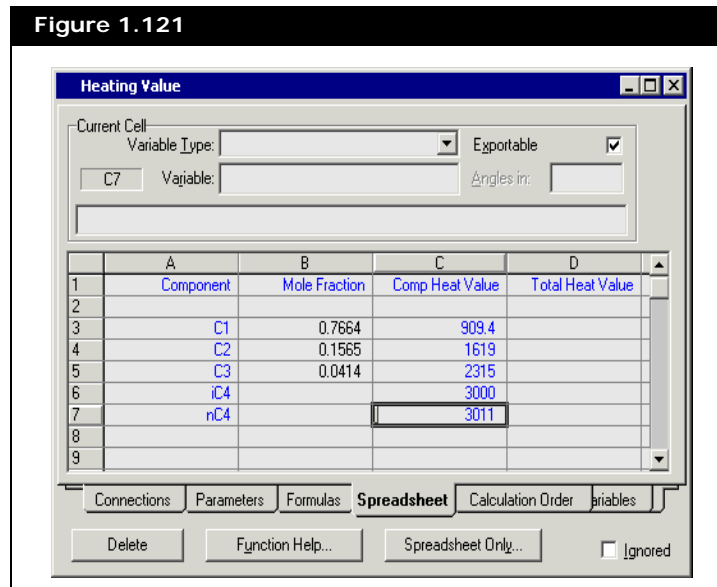 Figure 1.121
Heating Value
Current Cell
Variable Type:
Exportable
C7 Variable:
Angles in:
A B C D
1 Component Mole Fraction Comp Heat Value Total Heat Value
2
3 C1 0.7664 909.4
4 C2 0.1565 1619
5 C3 0.0414 2315
6 iC4 3000
7 nC4 3011
8
9
Connections Parameters Formulas Spreadsheet Calculation Order ariables
Delete Function Help... Spreadsheet Only... Ignored